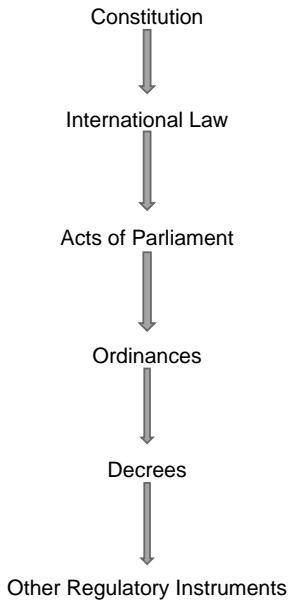 Constitution
International Law
Acts of Parliament
Ordinances
Decrees
Other Regulatory Instruments